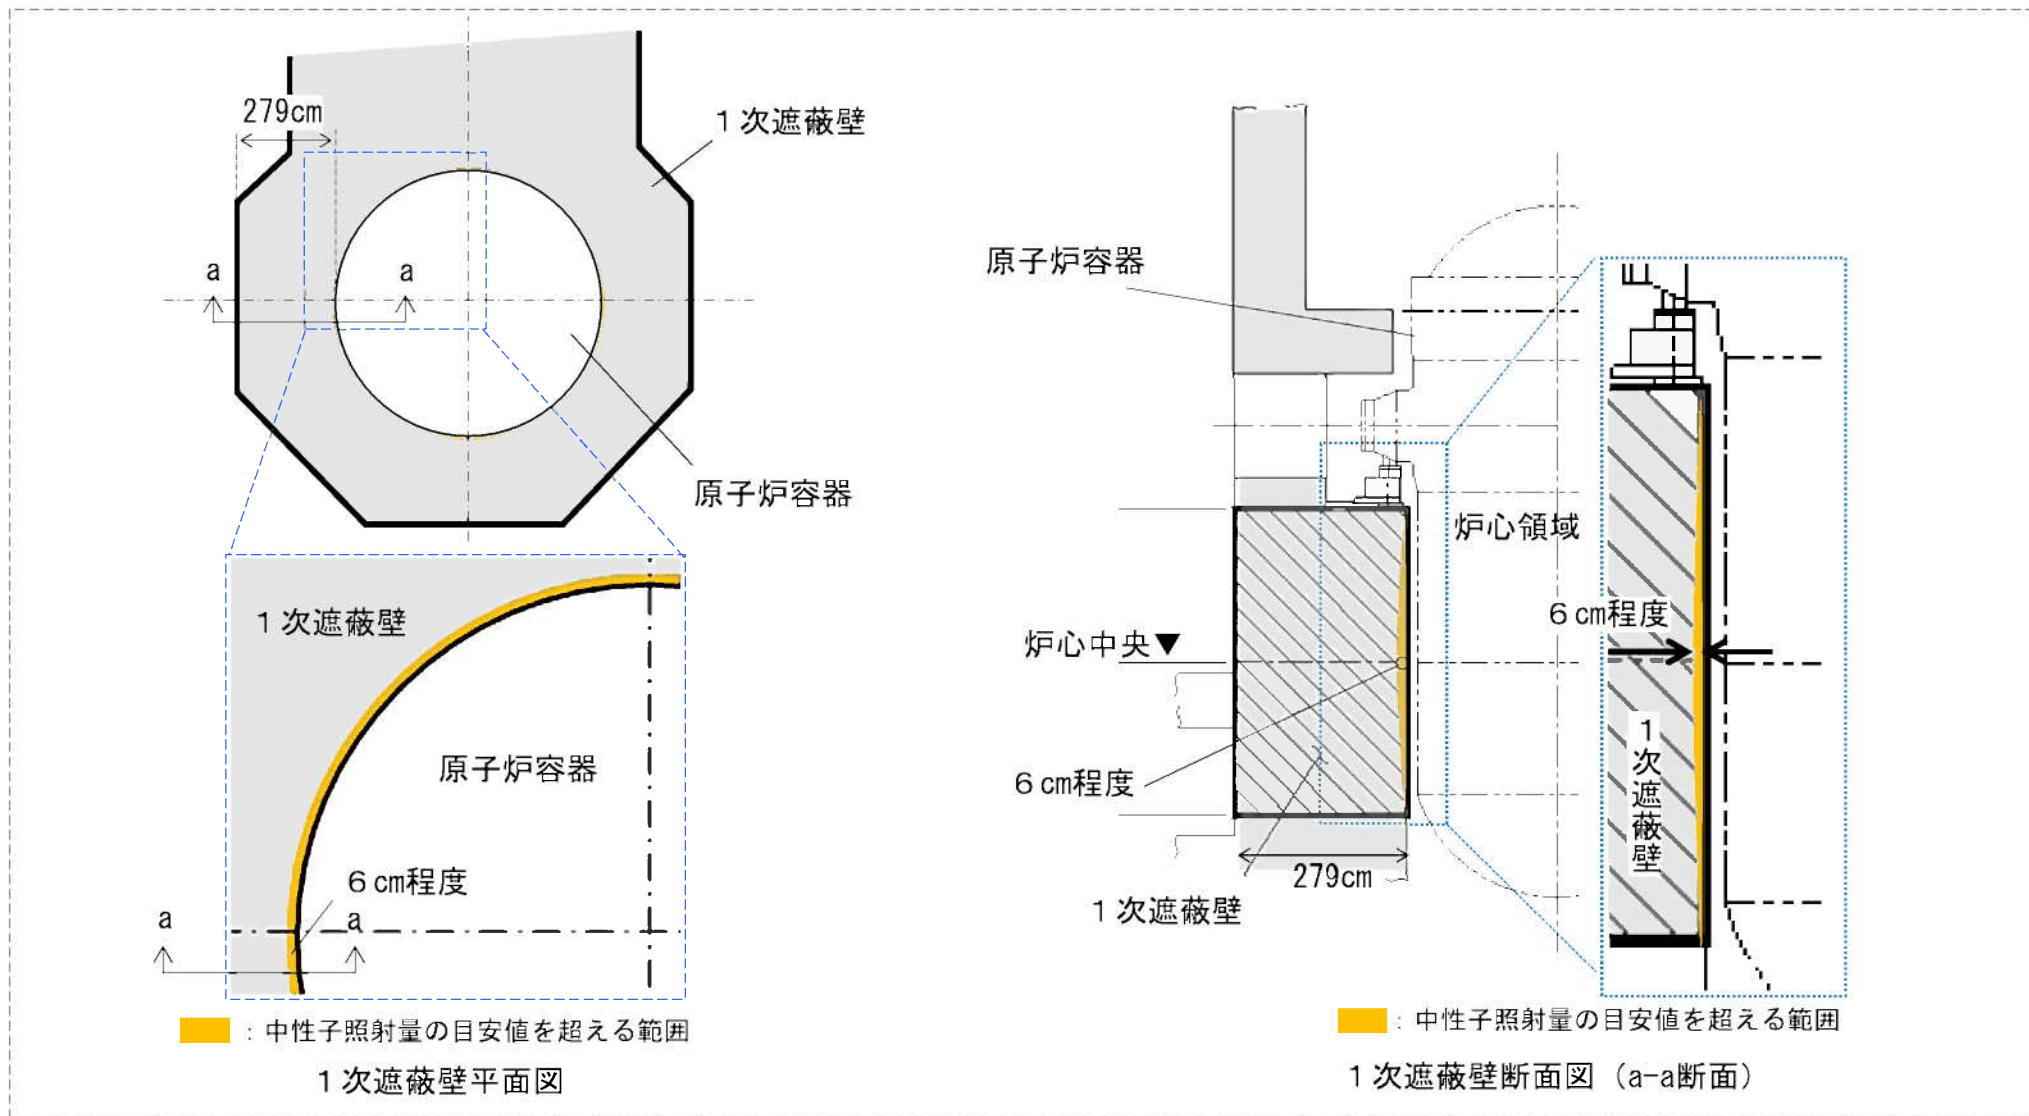 279cm
１次遮蔽壁
a
a
原子炉容器
１次遮蔽壁
原子炉容器
６cm程度
a
a
：中性子照射量の目安値を超える範囲
１次遮蔽壁平面図
原子炉容器
炉心領域
炉心中央▼
６cm程度
279cm
１次遮蔽壁
６cm程度
１次遮蔽壁
：中性子照射量の目安値を超える範囲
１次遮蔽壁断面図（a-a断面）